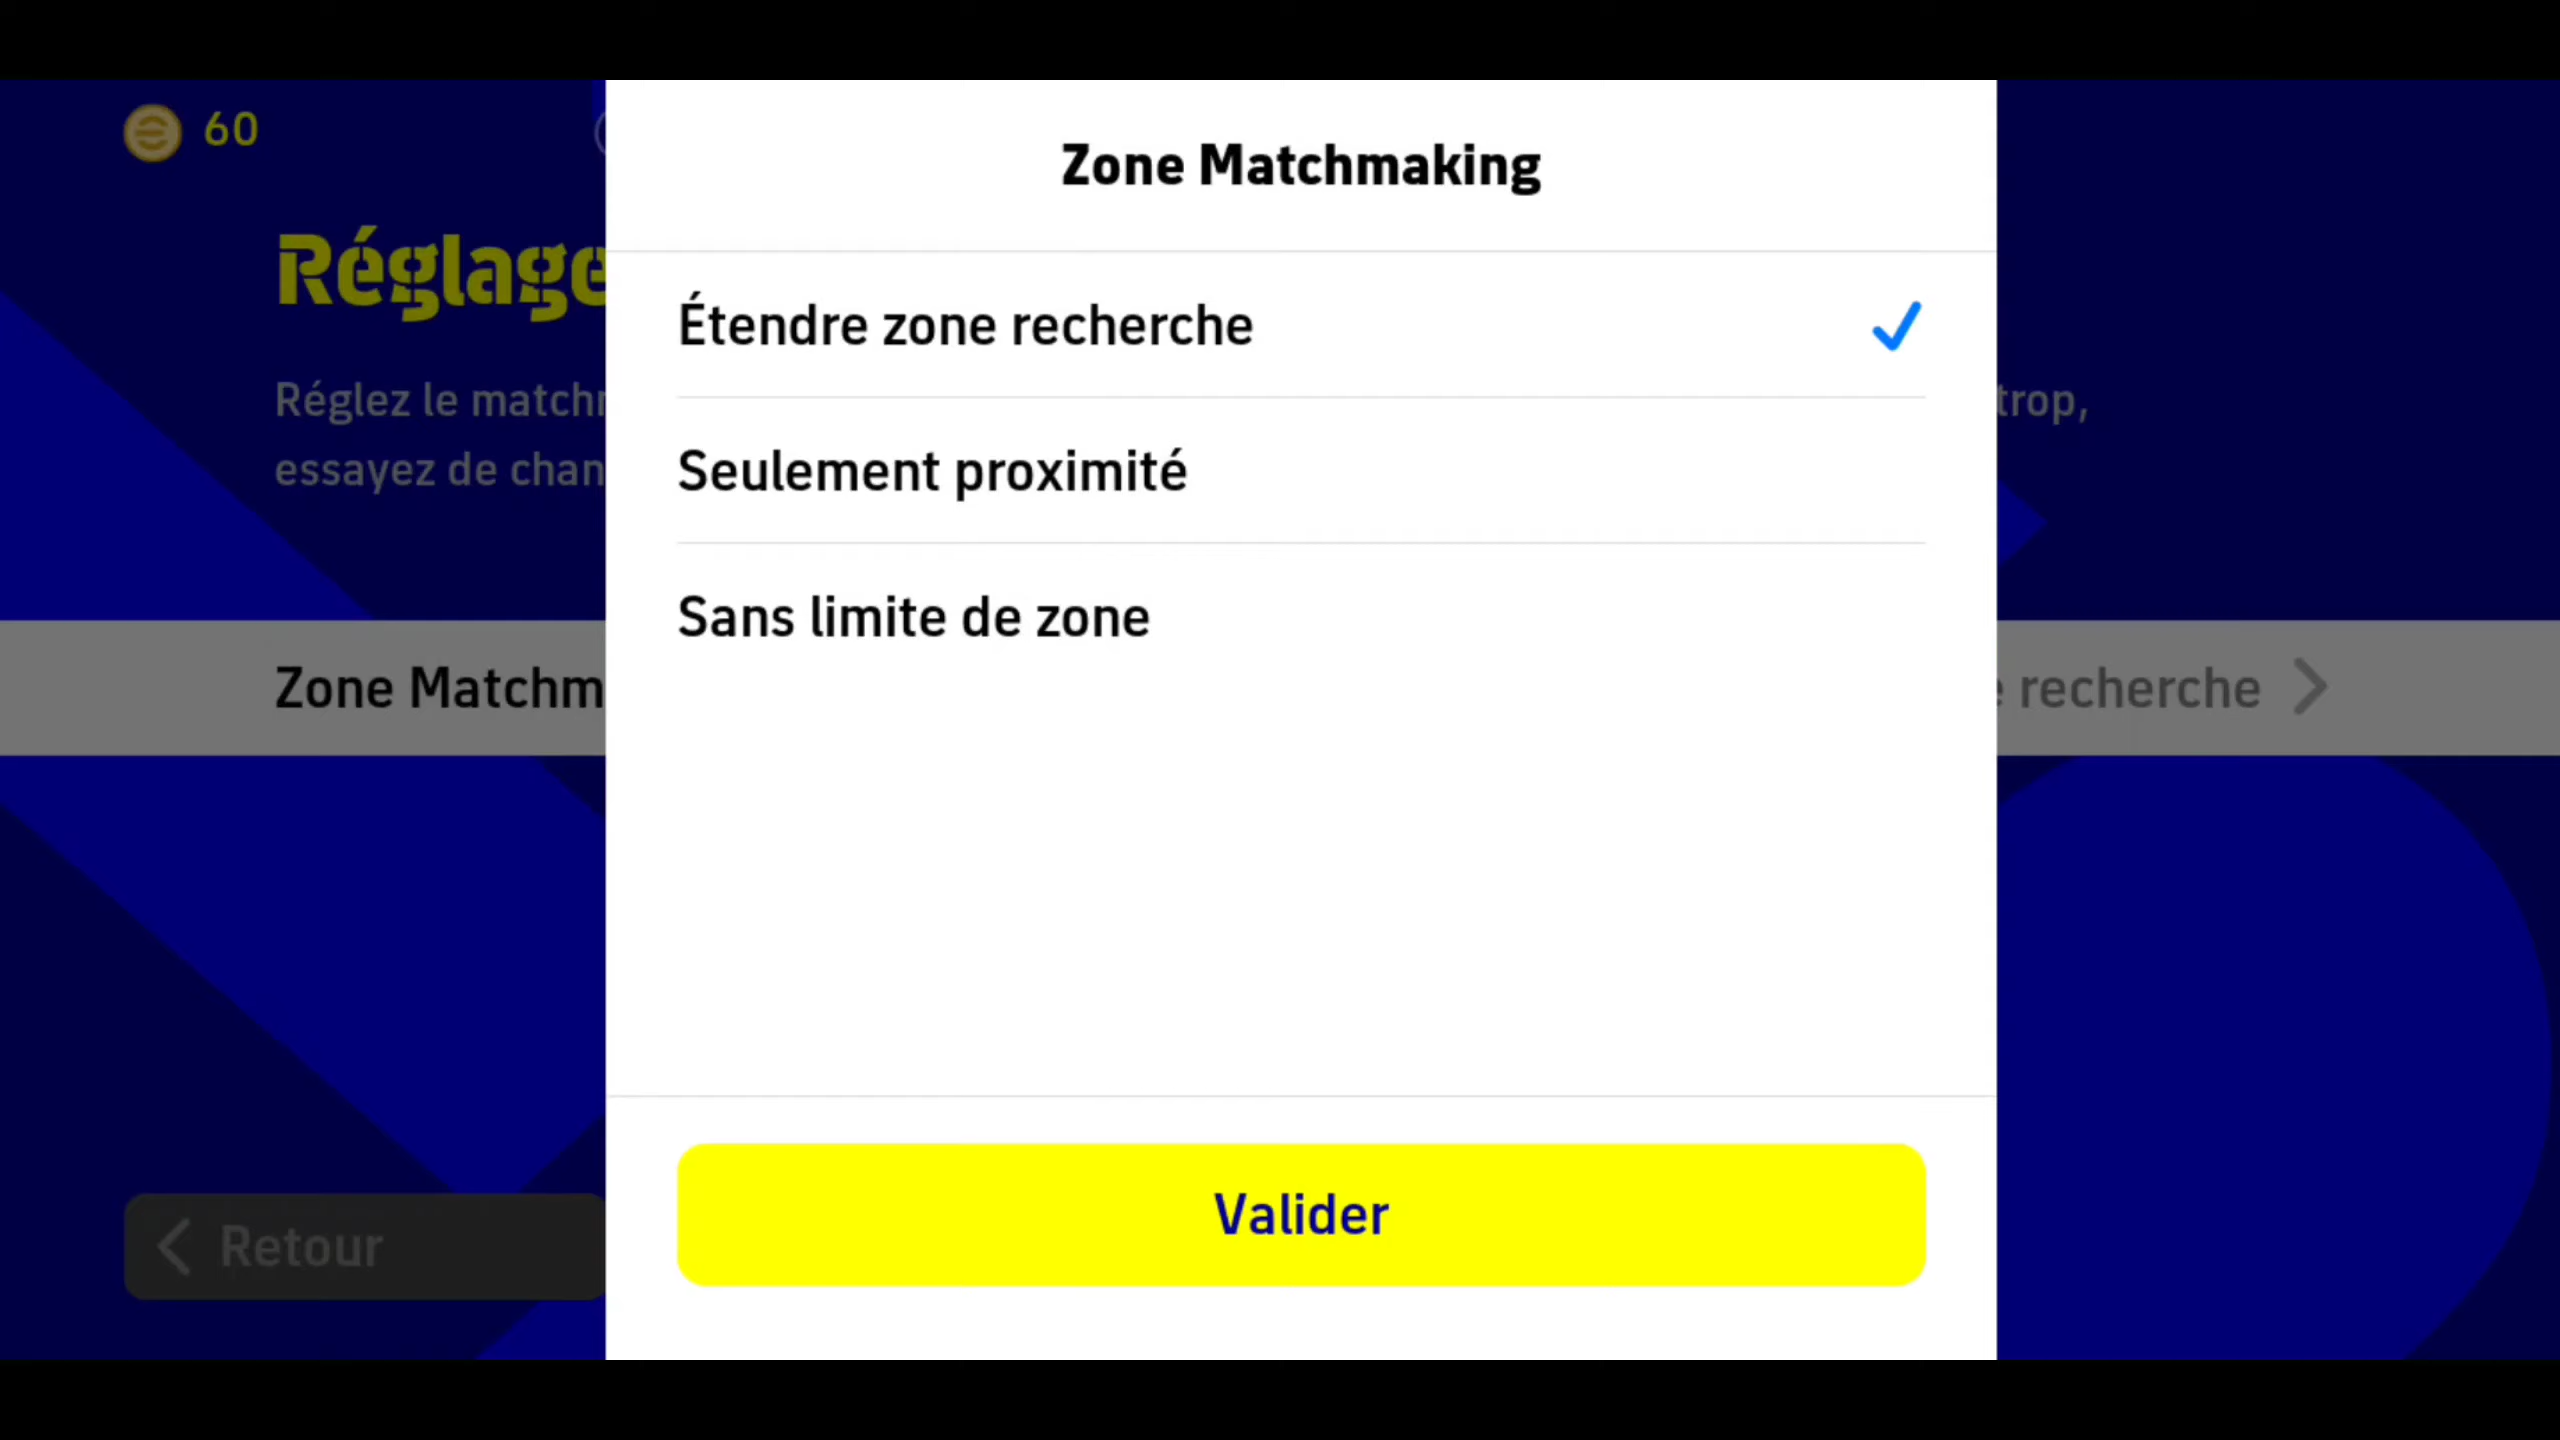 60
Zone Matchmaking
Réglage
Réglez le matchm
trop,
essayez de chan
Étendre zone recherche
Seulement proximité
Sans limite de zone
Zone Matchm
recherche
Valider
Retour